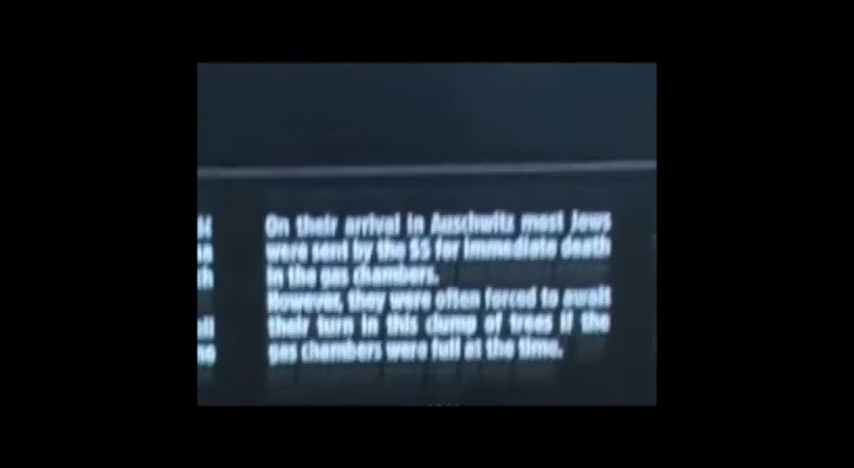 On their arrival in Auschwitz most Jews
were sent by the SS for immediate death
in the gas chambers.
However, they were often forced to await
their turn in this clump of trees if the
gas chambers were full at the time.